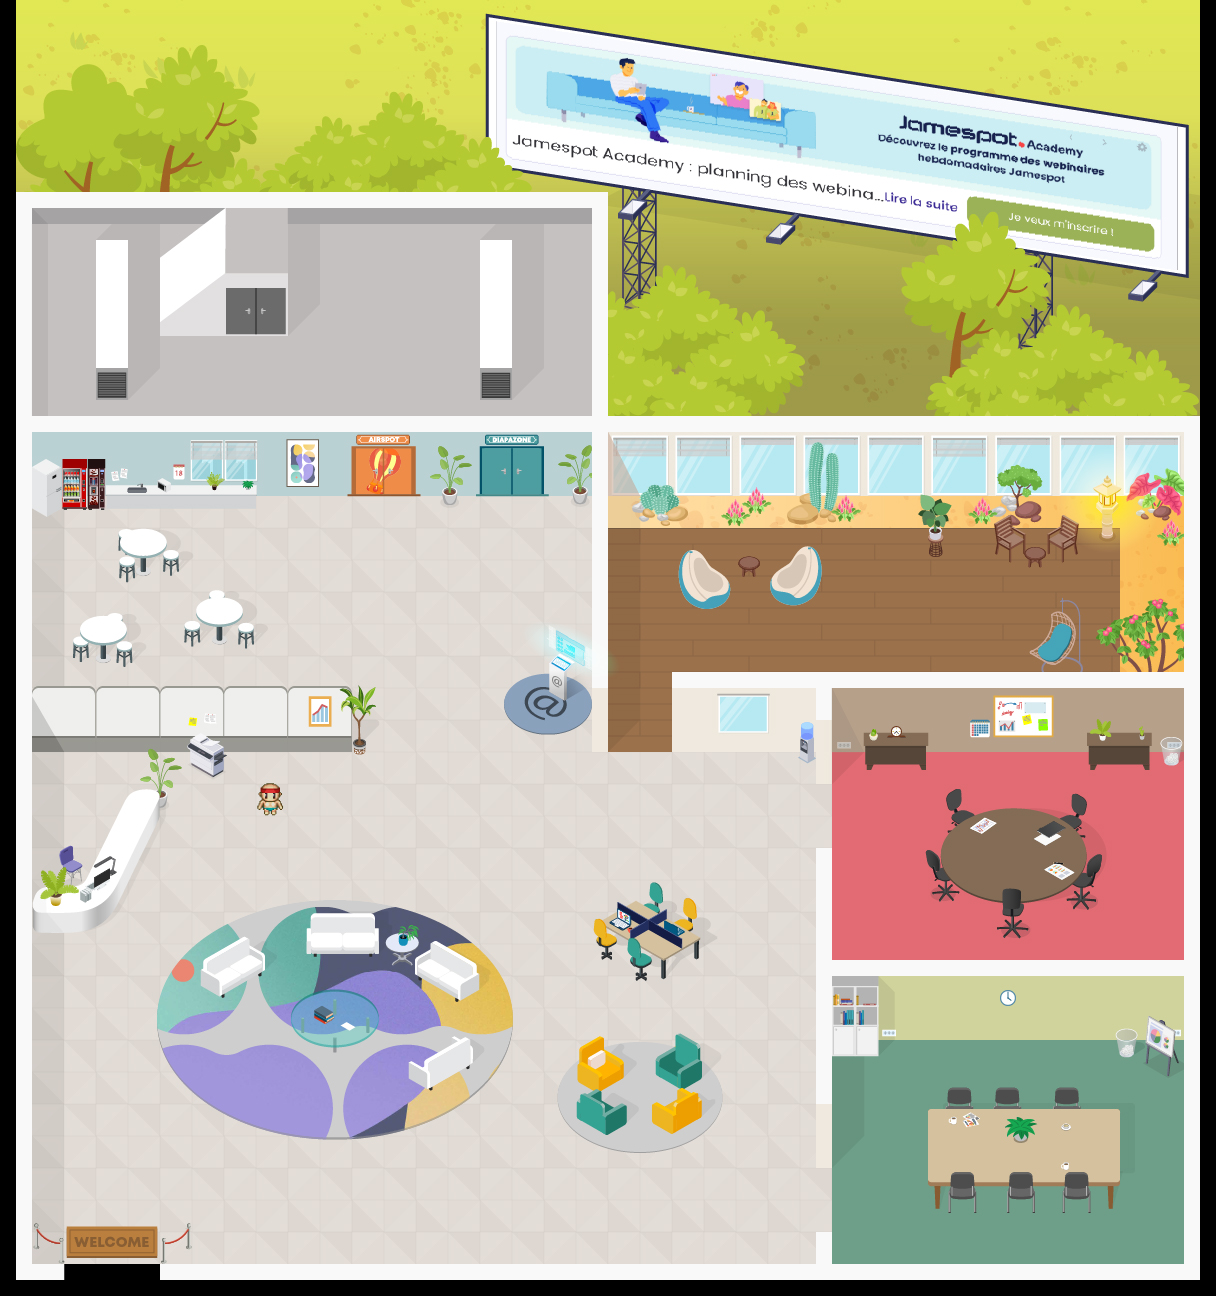 Jamespot.Academy
Découvrez le programme des webinaires
hebdomadaires Jamespot
Jamespot Academy : planning des webina...Lire la suite
Je veux m'inscrire !
AIRSPOT
DIAPAZONE
18
@
@
WELCOME